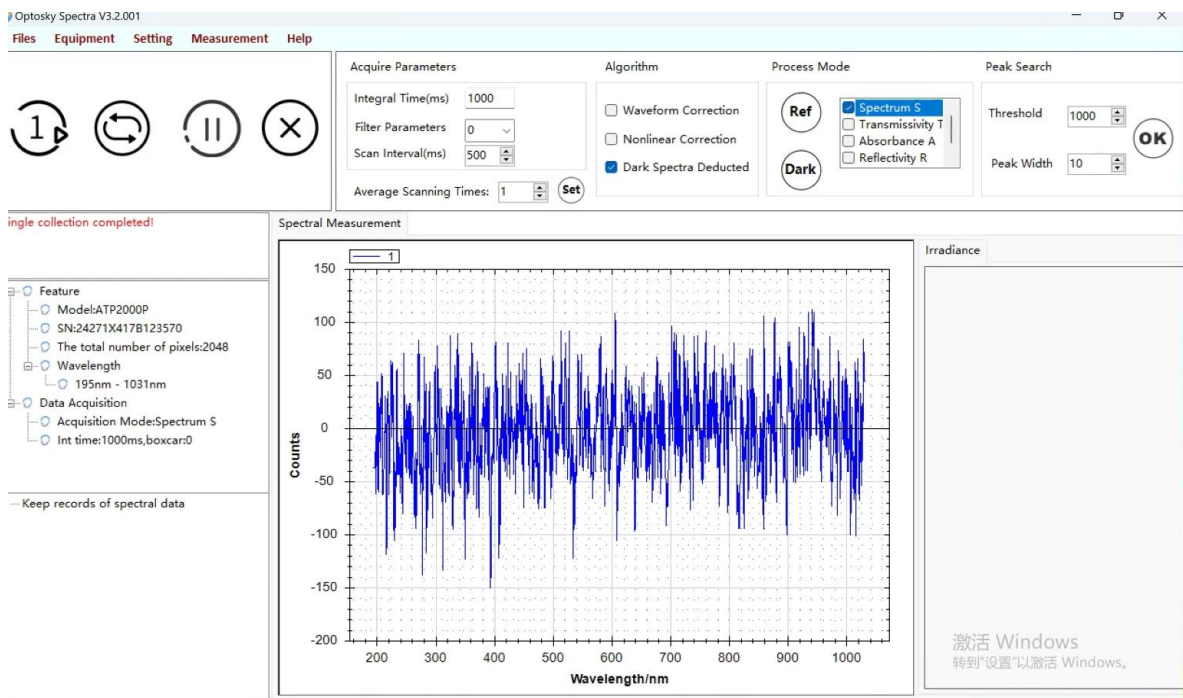 Optosky Spectra V3.2.001
Files Equipment Setting Measurement Help
1
Acquire Parameters
Integral Time(ms) 1000
Filter Parameters 0
Scan Interval(ms) 500
Average Scanning Times: 1 Set
Algorithm
Waveform Correction
Nonlinear Correction
Dark Spectra Deducted
Process Mode
Ref
Dark
Spectrum S
Transmissivity T
Absorbance A
Reflectivity R
Peak Search
Threshold 1000
Peak Width 10
OK
ingle collection completed!
Feature
Model:ATP2000P
SN:24271X417B123570
The total number of pixels:2048
Wavelength
195nm - 1031nm
Data Acquisition
Acquisition Mode:Spectrum S
Int time:1000ms,boxcar:0
Keep records of spectral data
Spectral Measurement
1
150
100
50
0
-50
-100
-150
-200
Counts
200 300 400 500 600 700 800 900 1000
Wavelength/nm
Irradiance
激活 Windows
转到"设置"以激活 Windows。